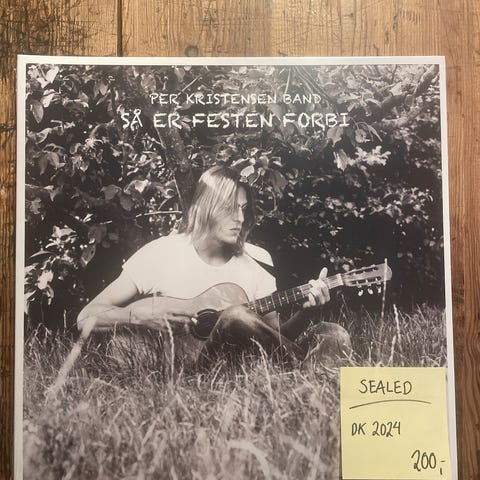 PER KRISTENSEN BAND
SÅ ER FESTEN FORBI
SEALED
DK 2024
200,-